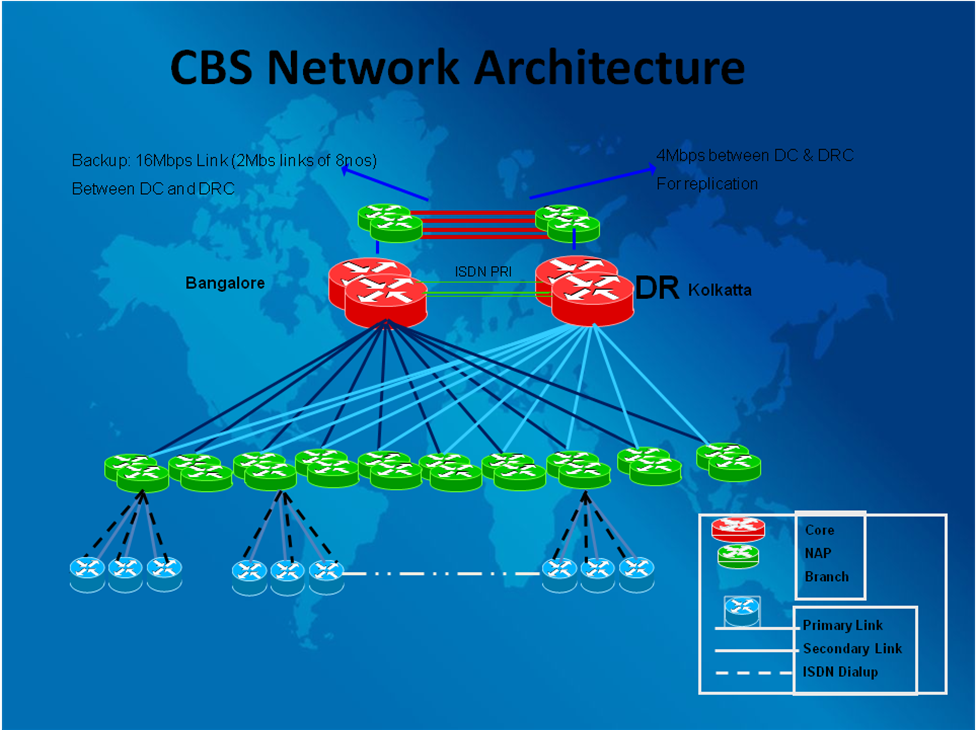 CBS Network Architecture
Backup: 16Mbps Link (2Mbs links of 8nos)
Between DC and DRC
4Mbps between DC & DRC
For replication
ISDN PRI
Bangalore
DR Kolkatta
Core
NAP
Branch
Primary Link
Secondary Link
ISDN Dialup